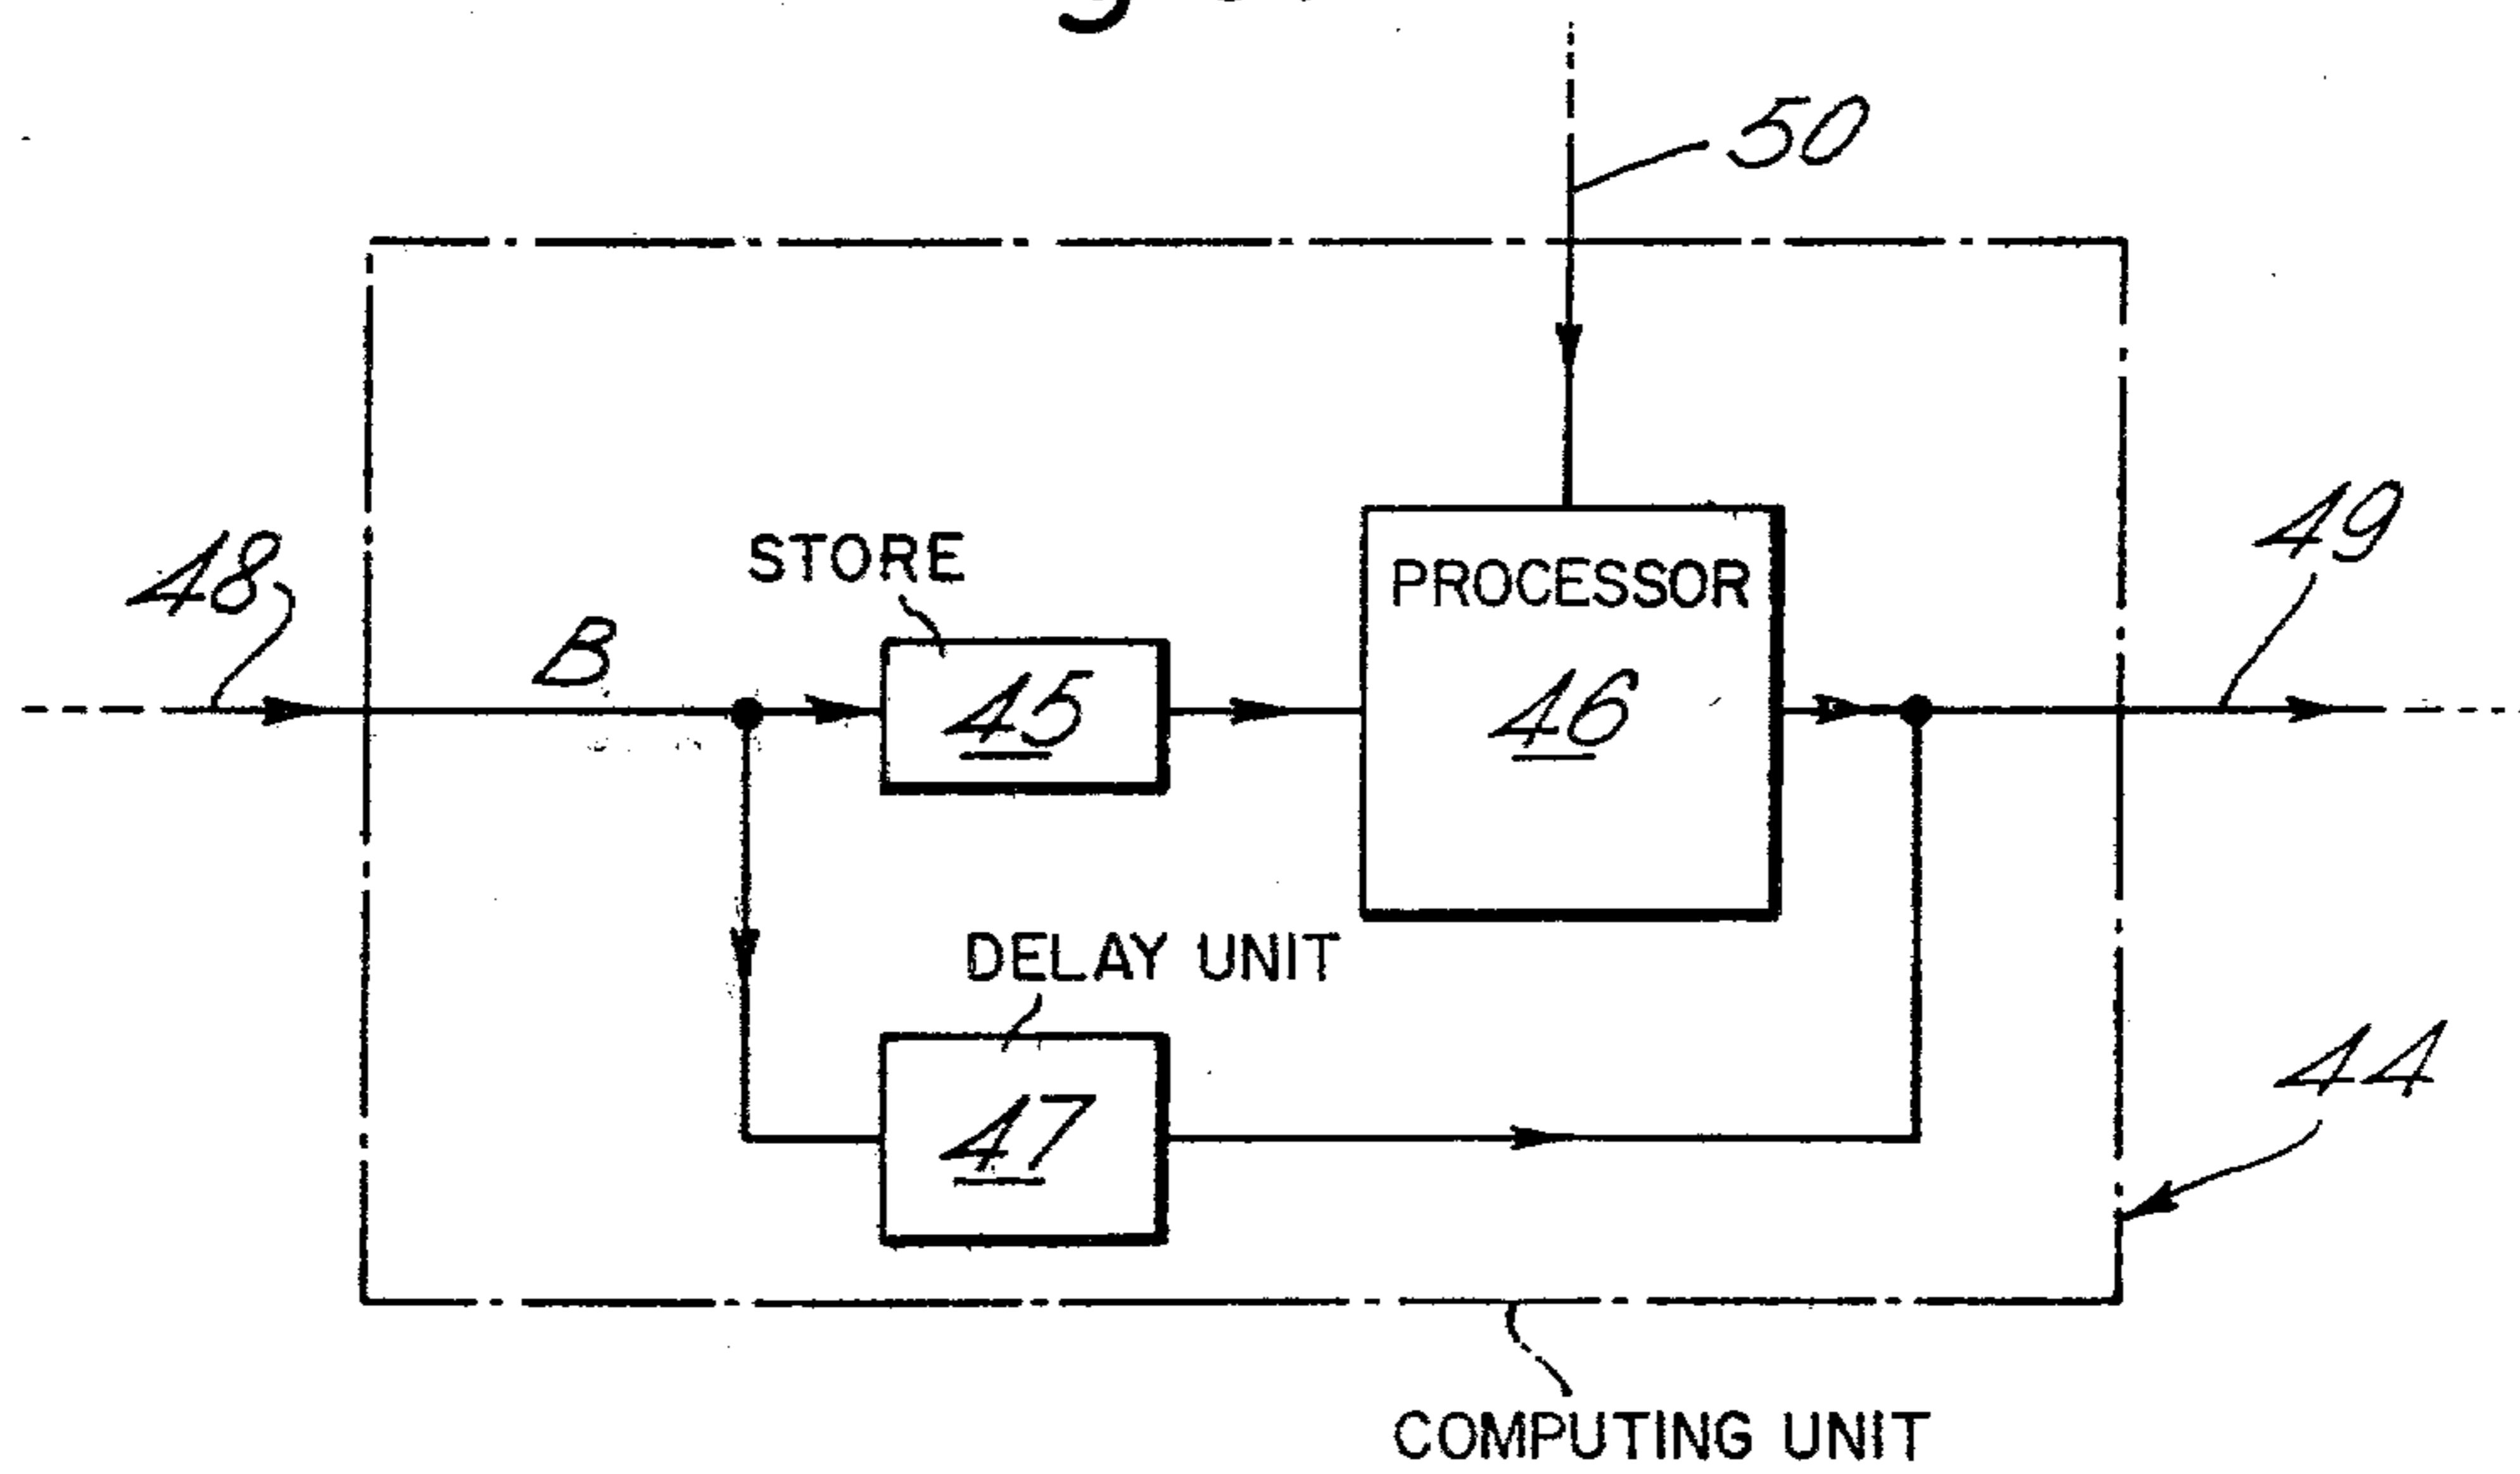 50
STORE
PROCESSOR
49
48
B
45
46
DELAY UNIT
47
44
COMPUTING UNIT